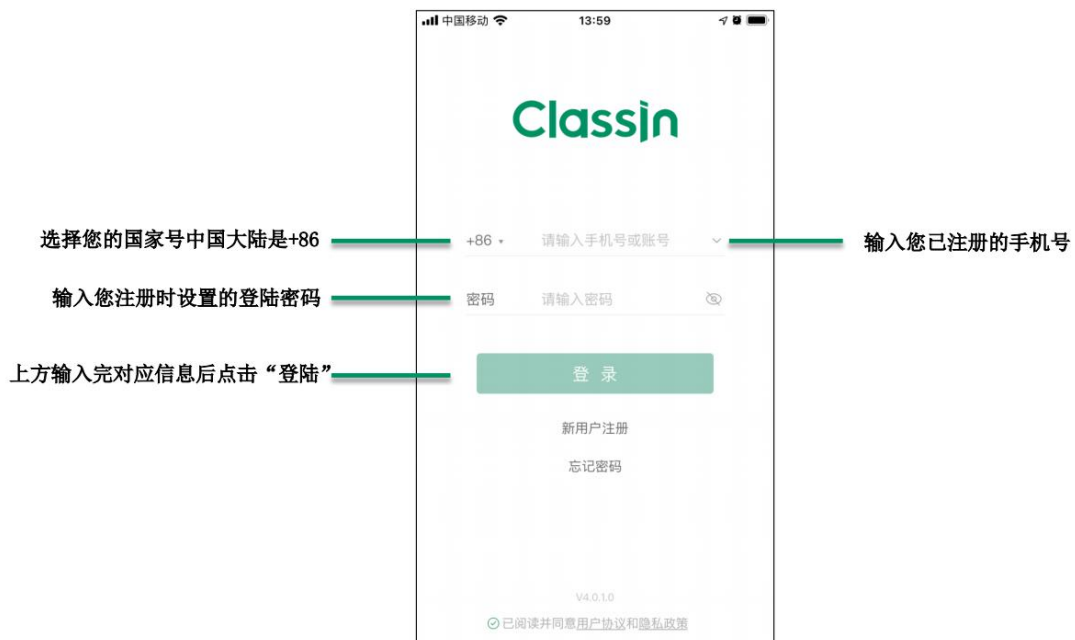 中国移动
13:59
ClassIn
选择您的国家号中国大陆是+86
+86
请输入手机号或账号
输入您已注册的手机号
输入您注册时设置的登陆密码
密码
请输入密码
上方输入完对应信息后点击“登陆”
登 录
新用户注册
忘记密码
V4.0.1.0
已阅读并同意用户协议和隐私政策